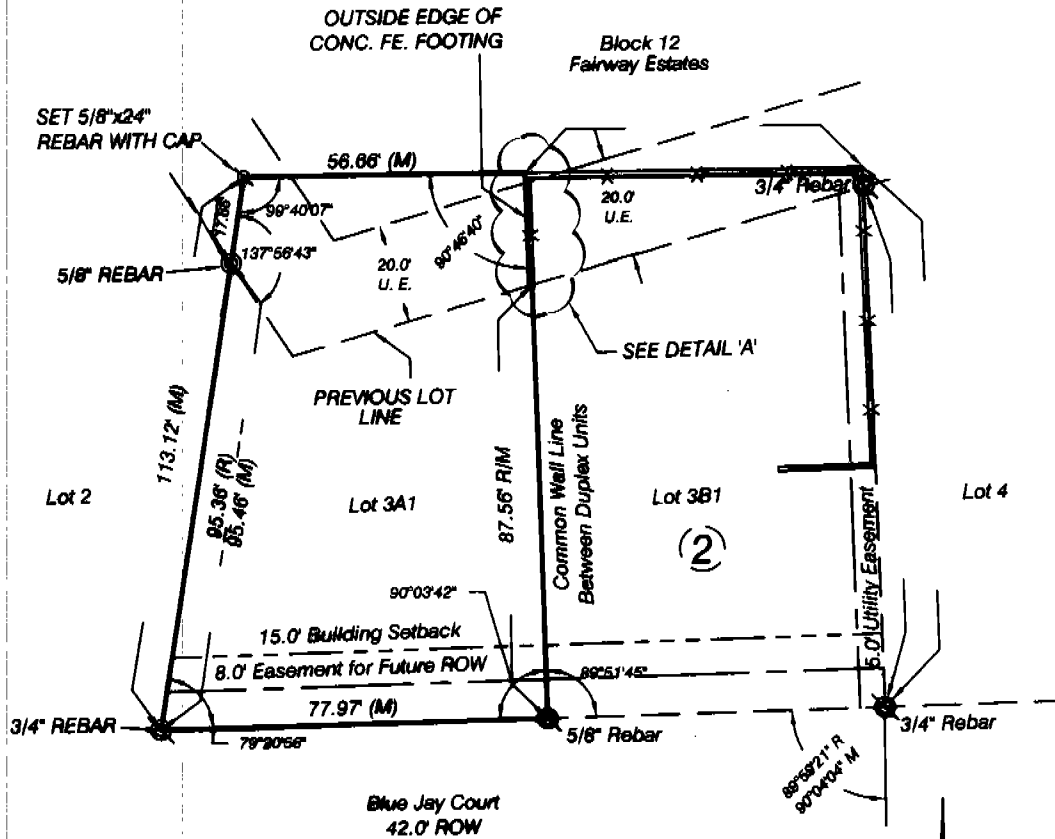 OUTSIDE EDGE OF
CONC. FE. FOOTING
Block 12
Fairway Estates
SET 5/8"x24"
REBAR WITH CAP
56.66' (M)
3/4" Rebar
20.0'
U.E.
17.66'
99°40'07"
90°46'40"
137°56'43"
5/8" REBAR
20.0'
U. E.
SEE DETAIL 'A'
PREVIOUS LOT
LINE
113.12' (M)
95.36' (R)
95.46' (M)
87.56' R/M
Common Wall Line
Between Duplex Units
Lot 2
Lot 3A1
Lot 3B1
Lot 4
2
5.0' Utility Easement
90°03'42"
15.0' Building Setback
8.0' Easement for Future ROW
89°51'45"
77.97' (M)
3/4" REBAR
79°20'56"
5/8" Rebar
3/4" Rebar
89°59'21" R
90°04'04" M
Blue Jay Court
42.0' ROW